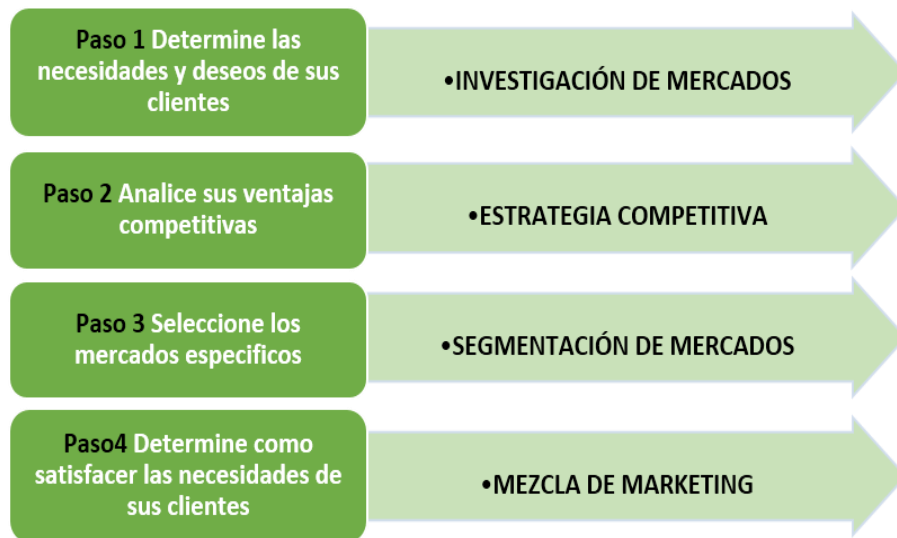 Paso 1 Determine las
necesidades y deseos de sus
clientes
•INVESTIGACIÓN DE MERCADOS
Paso 2 Analice sus ventajas
competitivas
•ESTRATEGIA COMPETITIVA
Paso 3 Seleccione los
mercados especificos
•SEGMENTACIÓN DE MERCADOS
Paso4 Determine como
satisfacer las necesidades de
sus clientes
•MEZCLA DE MARKETING